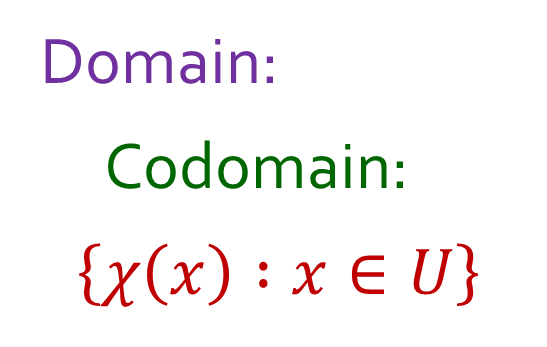 Domain:
Codomain:
{χ(x) : x ∈ U}